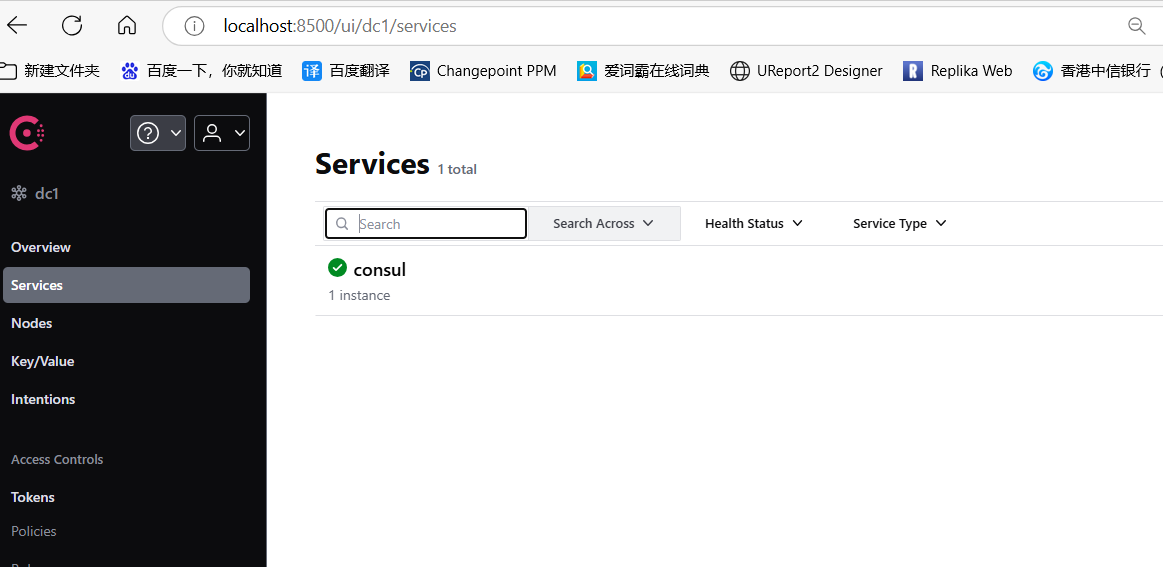 localhost:8500/ui/dc1/services
新建文件夹 百度一下，你就知道 译 百度翻译 CP Changepoint PPM 爱词霸在线词典 UReport2 Designer R Replika Web 香港中信银行
dc1
Overview
Services
Nodes
Key/Value
Intentions
Access Controls
Tokens
Policies
Services 1 total
Search Search Across Health Status Service Type
consul
1 instance